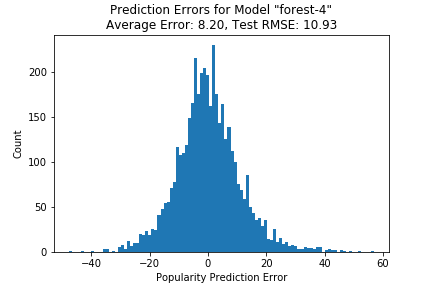 Prediction Errors for Model "forest-4"
Average Error: 8.20, Test RMSE: 10.93
200
150
100
50
0
Count
−40 −20 0 20 40 60
Popularity Prediction Error